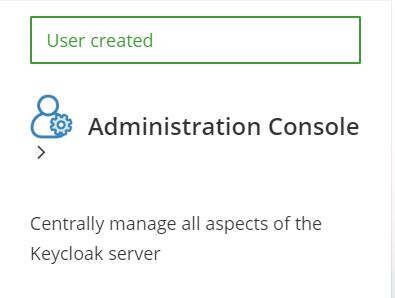 User created
Administration Console
Centrally manage all aspects of the
Keycloak server